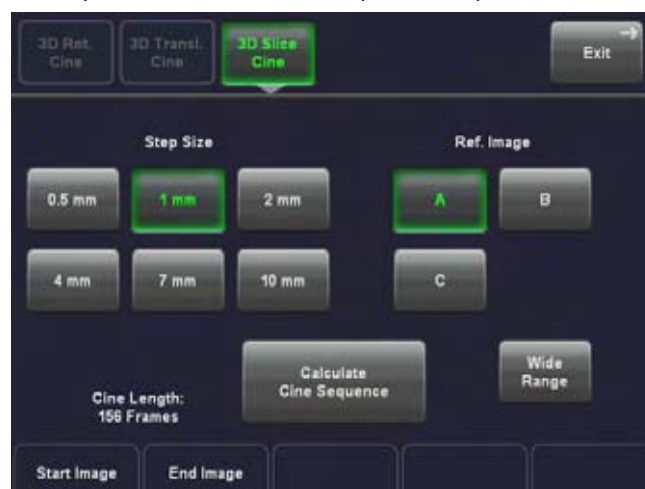 3D Rot. Cine
3D Transl. Cine
3D Slice Cine
Exit
Step Size
Ref. Image
0.5 mm
1 mm
2 mm
A
B
4 mm
7 mm
10 mm
C
Calculate
Cine Sequence
Wide
Range
Cine Length:
156 Frames
Start Image
End Image